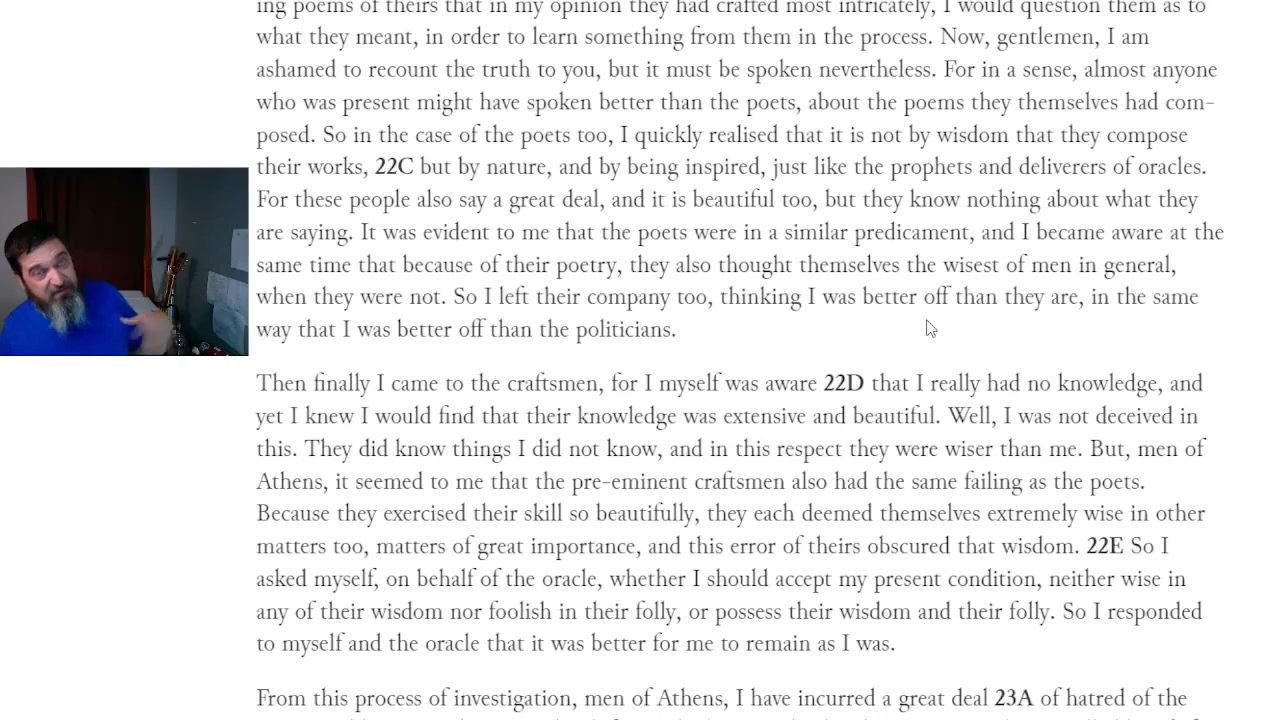 ing poems of theirs that in my opinion they had crafted most intricately, I would question them as to
what they meant, in order to learn something from them in the process. Now, gentlemen, I am
ashamed to recount the truth to you, but it must be spoken nevertheless. For in a sense, almost anyone
who was present might have spoken better than the poets, about the poems they themselves had com-
posed. So in the case of the poets too, I quickly realised that it is not by wisdom that they compose
their works, 22C but by nature, and by being inspired, just like the prophets and deliverers of oracles.
For these people also say a great deal, and it is beautiful too, but they know nothing about what they
are saying. It was evident to me that the poets were in a similar predicament, and I became aware at the
same time that because of their poetry, they also thought themselves the wisest of men in general,
when they were not. So I left their company too, thinking I was better off than they are, in the same
way that I was better off than the politicians.
Then finally I came to the craftsmen, for I myself was aware 22D that I really had no knowledge, and
yet I knew I would find that their knowledge was extensive and beautiful. Well, I was not deceived in
this. They did know things I did not know, and in this respect they were wiser than me. But, men of
Athens, it seemed to me that the pre-eminent craftsmen also had the same failing as the poets.
Because they exercised their skill so beautifully, they each deemed themselves extremely wise in other
matters too, matters of great importance, and this error of theirs obscured that wisdom. 22E So I
asked myself, on behalf of the oracle, whether I should accept my present condition, neither wise in
any of their wisdom nor foolish in their folly, or possess their wisdom and their folly. So I responded
to myself and the oracle that it was better for me to remain as I was.
From this process of investigation, men of Athens, I have incurred a great deal 23A of hatred of the